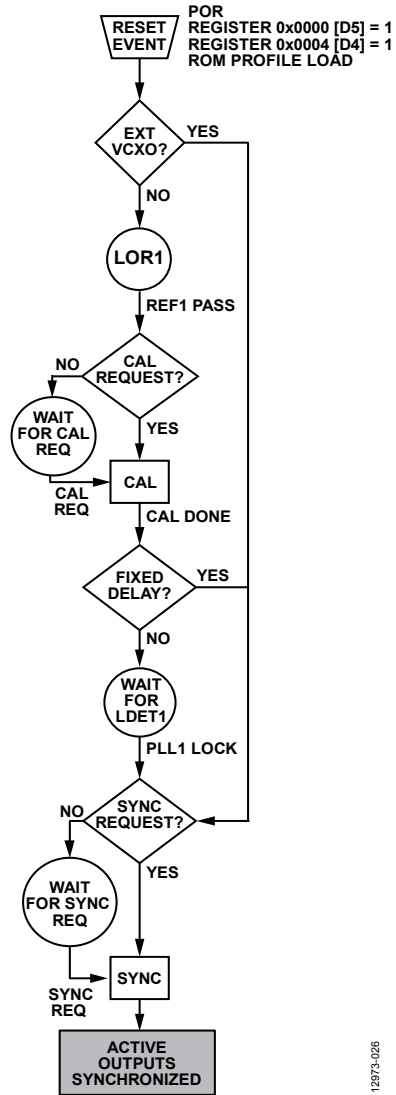 RESET
EVENT
POR
REGISTER 0x0000 [D5] = 1
REGISTER 0x0004 [D4] = 1
ROM PROFILE LOAD
EXT
VCXO?
YES
NO
LOR1
REF1 PASS
CAL
REQUEST?
NO
WAIT
FOR CAL
REQ
YES
CAL
REQ
CAL
CAL DONE
FIXED
DELAY?
YES
NO
WAIT
FOR
LDET1
PLL1 LOCK
SYNC
REQUEST?
NO
YES
WAIT
FOR SYNC
REQ
SYNC
REQ
SYNC
ACTIVE
OUTPUTS
SYNCHRONIZED
12973-026